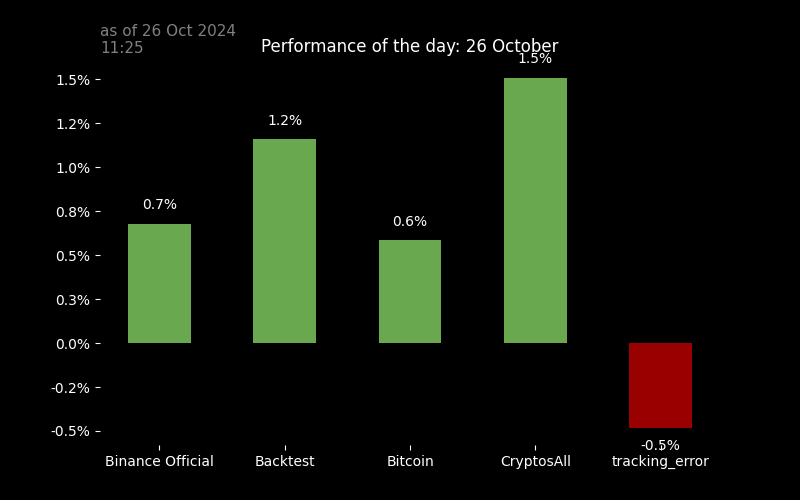 as of 26 Oct 2024
11:25
Performance of the day: 26 October
1.5%
1.5%
1.2%
1.2%
1.0%
0.8%
0.7%
0.6%
0.5%
0.3%
0.0%
-0.2%
-0.5%
-0.5%
Binance Official
Backtest
Bitcoin
CryptosAll
tracking_error